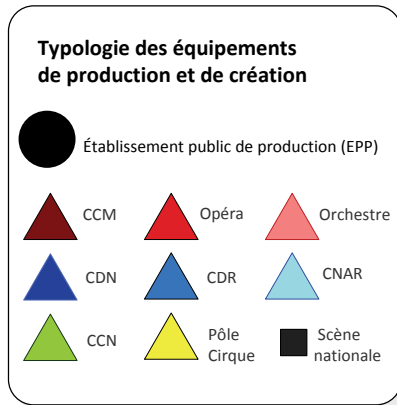 Typologie des équipements
de production et de création
Établissement public de production (EPP)
CCM
Opéra
Orchestre
CDN
CDR
CNAR
CCN
Pôle
Cirque
Scène
nationale